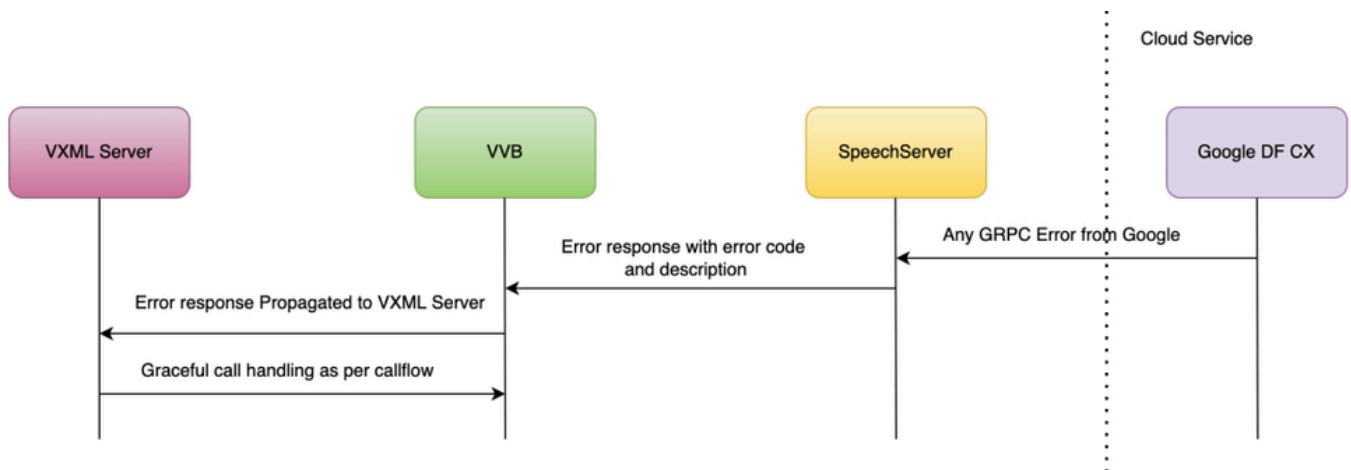 Cloud Service
VXML Server
VVB
SpeechServer
Google DF CX
Any GRPC Error from Google
Error response with error code
and description
Error response Propagated to VXML Server
Graceful call handling as per callflow